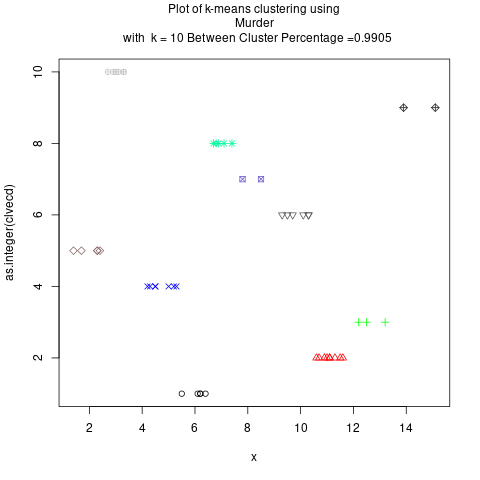 Plot of k-means clustering using
Murder
with  k = 10 Between Cluster Percentage =0.9905
10
8
6
4
2
as.integer(clvecd)
2 4 6 8 10 12 14
x